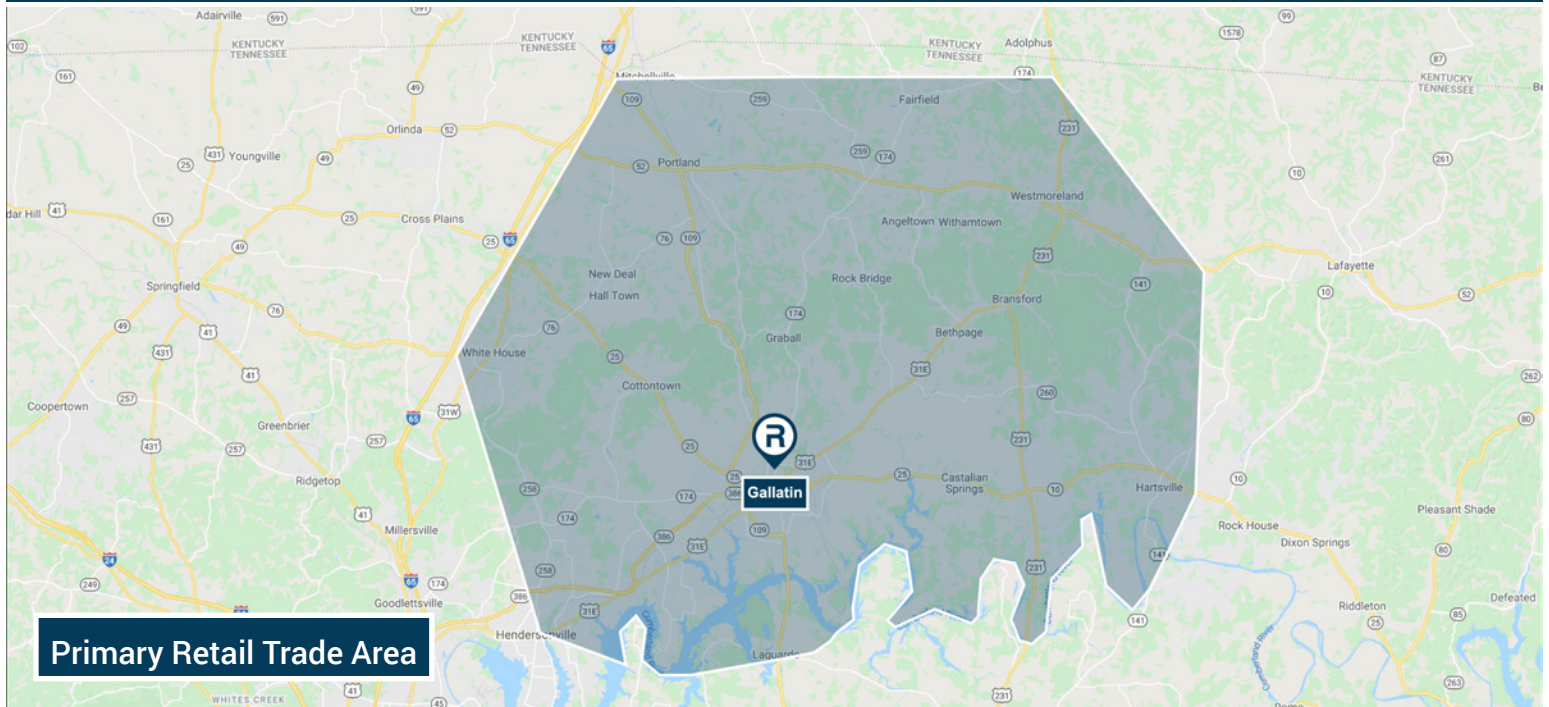 Adairville
591
591
99
1578
102
KENTUCKY
TENNESSEE
KENTUCKY
TENNESSEE
65
KENTUCKY
TENNESSEE
Adolphus
87
161
Mitchellville
174
KENTUCKY
TENNESSEE
49
109
259
Fairfield
Orlinda
52
231
431
Youngville
49
259
174
261
25
52
Portland
10
Westmoreland
dar Hill
41
161
25
Cross Plains
Angeltown
Withamtown
49
25
65
76
109
231
Lafayette
New Deal
Rock Bridge
Springfield
Hall Town
141
10
52
76
174
Bransford
49
41
76
Graball
Bethpage
431
White House
25
31E
41
Cottontown
262
Coopertown
257
65
31W
260
80
Greenbrier
R
431
257
257
25
231
31E
25
25
Castalian
Springs
10
Hartsville
10
Ridgetop
258
174
386
Gallatin
41
174
109
Rock House
Pleasant Shade
Millersville
386
31E
Dixon Springs
24
141
80
258
231
249
65
174
386
Goodlettsville
31E
Riddleton
85
Defeated
25
141
Hendersonville
Primary Retail Trade Area
Laguardo
Cumberland River
263
41
231
WHITES CREEK
45